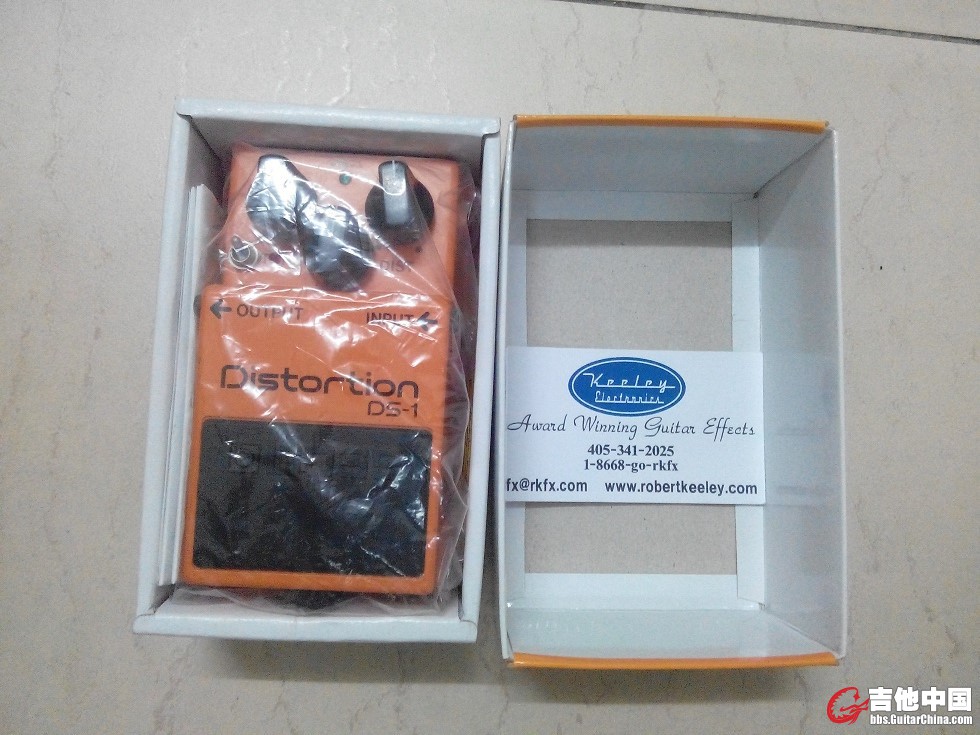 DIST
OUTPUT
INPUT
Distortion
DS-1
Keeley
Electronics
Award Winning Guitar Effects
405-341-2025
1-8668-go-rkfx
fx@rkfx.com www.robertkeeley.com
吉他中国
bbs.GuitarChina.com